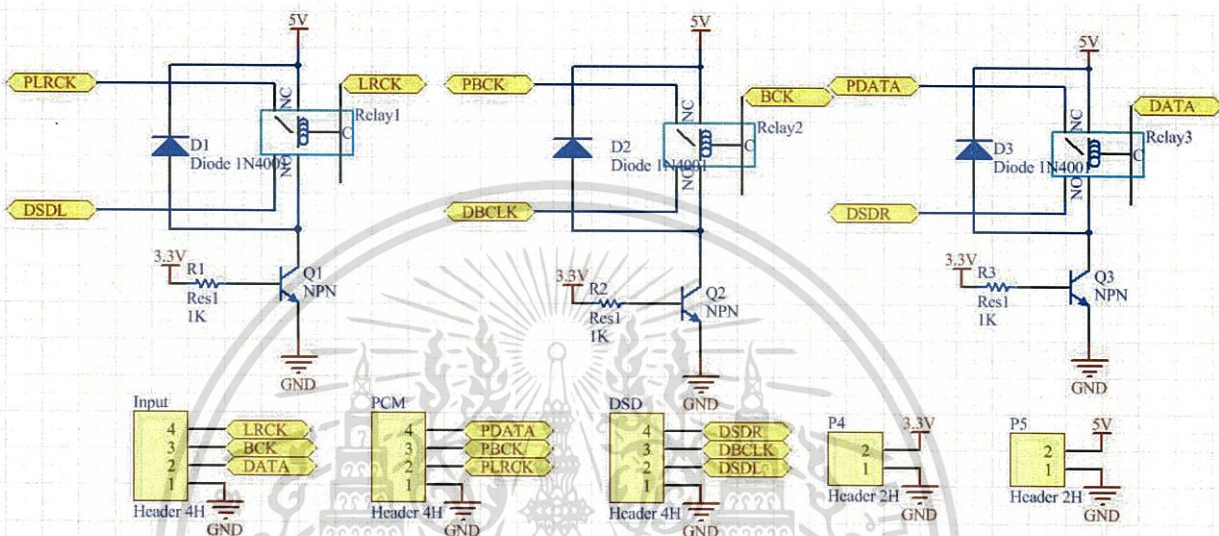 5V
PLRCK
LRCK
NC
Relay1
C
D1
Diode 1N4001
NO
DSDL
3.3V
R1
Res1
1K
Q1
NPN
GND
5V
PBCK
BCK
NC
Relay2
C
D2
Diode 1N4001
NO
DBCLK
3.3V
R2
Res1
1K
Q2
NPN
GND
5V
PDATA
DATA
NC
Relay3
C
D3
Diode 1N4001
NO
DSDR
3.3V
R3
Res1
1K
Q3
NPN
GND
Input
4 LRCK
3 BCK
2 DATA
1
Header 4H
GND
PCM
4 PDATA
3 PBCK
2 PLRCK
1
Header 4H
GND
DSD
4 DSDR
3 DBCLK
2 DSDL
1
Header 4H
GND
P4
3.3V
2
1
Header 2H
GND
P5
5V
2
1
Header 2H
GND